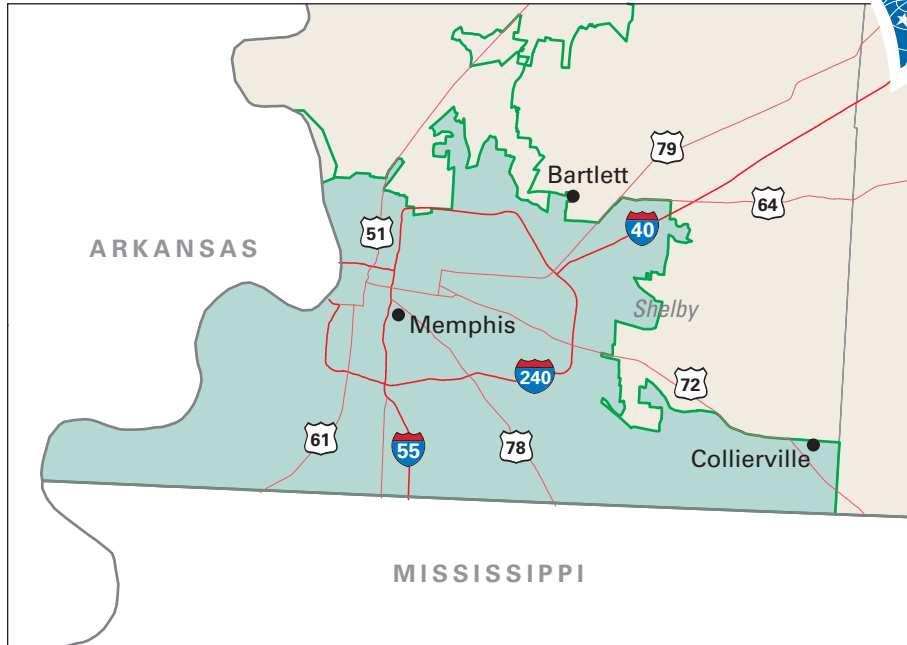 79
Bartlett
64
51
40
ARKANSAS
Shelby
Memphis
240
72
61
55
78
Collierville
MISSISSIPPI